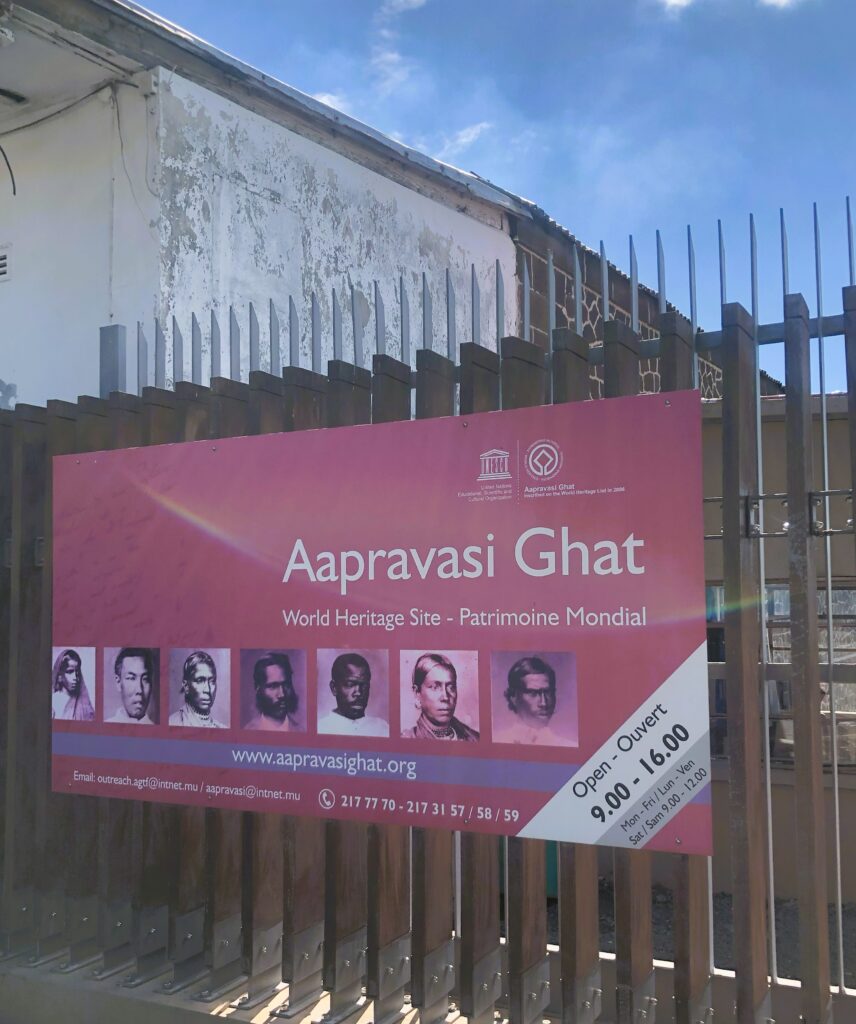 UNESCO
United Nations
Educational, Scientific and
Cultural Organization
Aapravasi Ghat
Inscribed on the World Heritage List in 2006
Aapravasi Ghat
World Heritage Site - Patrimoine Mondial
www.aapravasighat.org
Email: outreach.agtf@intnet.mu / aapravasi@intnet.mu
217 77 70 - 217 31 57 / 58 / 59
Open - Ouvert
9.00 - 16.00
Mon - Fri / Lun - Ven
Sat / Sam 9.00 - 12.00